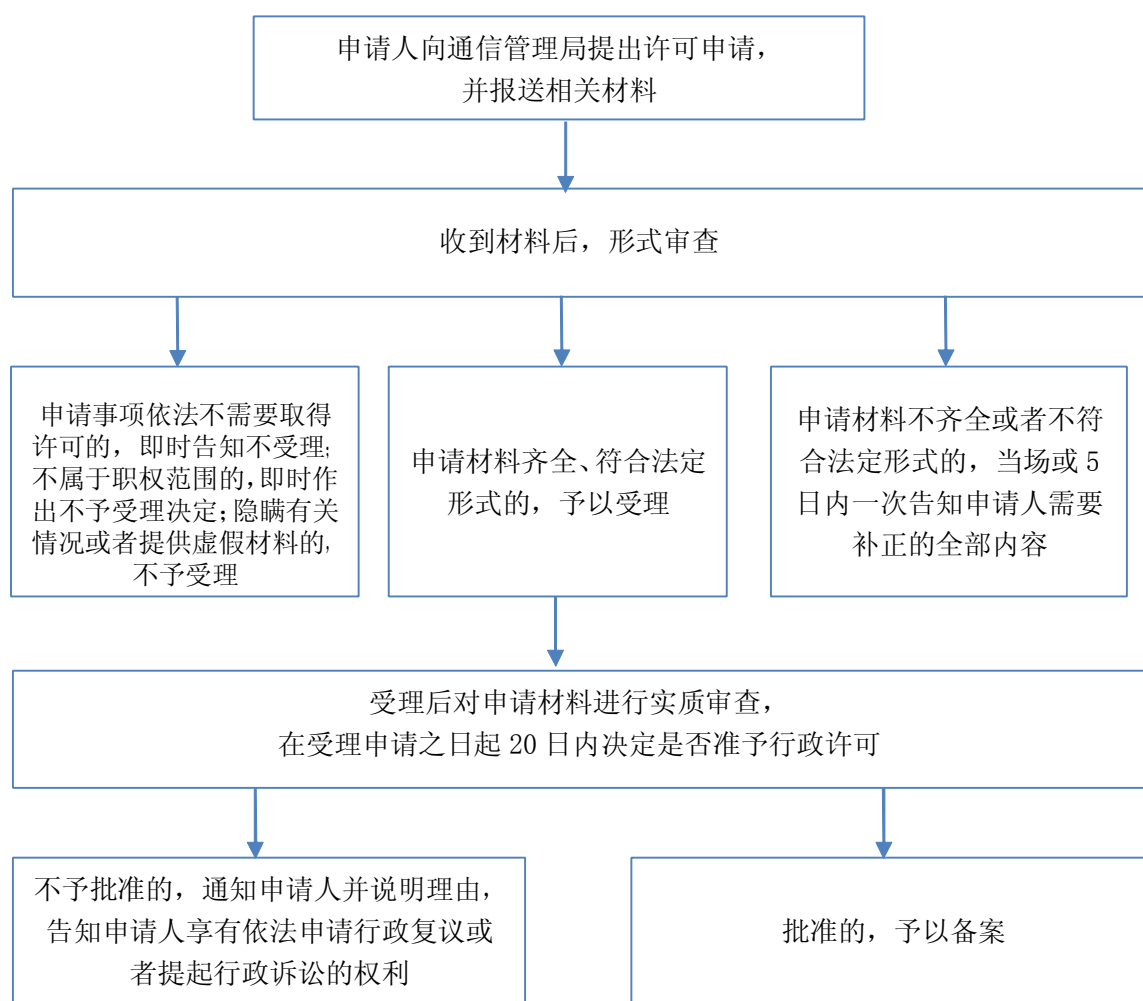 申请人向通信管理局提出许可申请，
并报送相关材料
收到材料后，形式审查
申请事项依法不需要取得
许可的，即时告知不受理；
不属于职权范围的，即时作
出不予受理决定；隐瞒有关
情况或者提供虚假材料的，
不予受理
申请材料齐全、符合法定
形式的，予以受理
申请材料不齐全或者不符
合法定形式的，当场或 5
日内一次告知申请人需要
补正的全部内容
受理后对申请材料进行实质审查，
在受理申请之日起 20 日内决定是否准予行政许可
不予批准的，通知申请人并说明理由，
告知申请人享有依法申请行政复议或
者提起行政诉讼的权利
批准的，予以备案